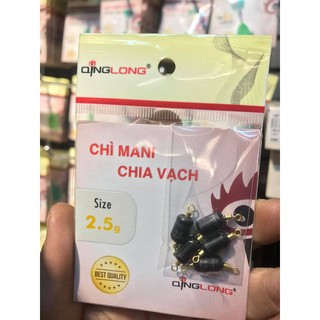 QINGLONG®
CHÌ MANI
CHIA VẠCH
Size
2.5g
BEST QUALITY
QINGLONG®